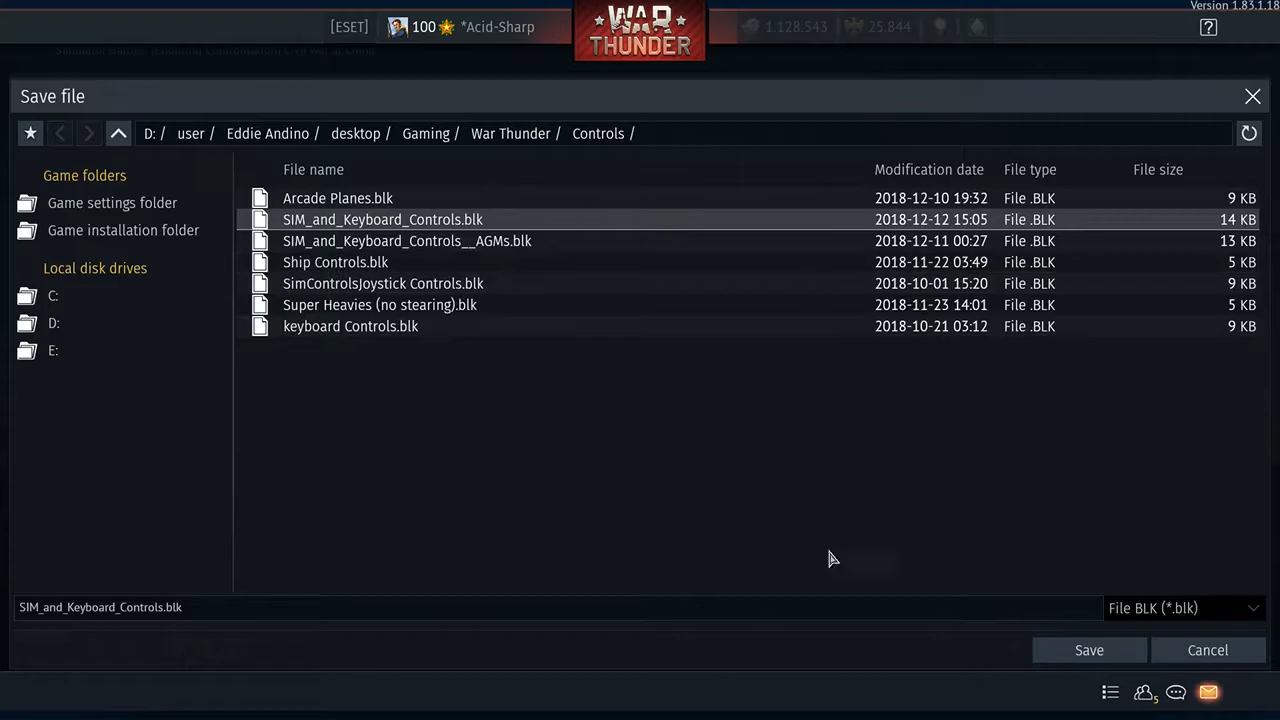 Version 1.83.1.18
[ESET] 100 *Acid-Sharp WAR THUNDER 1.128.543 25.844 ?
Save file
D: / user / Eddie Andino / desktop / Gaming / War Thunder / Controls /
Game folders
Game settings folder
Game installation folder
Local disk drives
C:
D:
E:
File name Modification date File type File size
Arcade Planes.blk 2018-12-10 19:32 File .BLK 9 KB
SIM_and_Keyboard_Controls.blk 2018-12-12 15:05 File .BLK 14 KB
SIM_and_Keyboard_Controls__AGMs.blk 2018-12-11 00:27 File .BLK 13 KB
Ship Controls.blk 2018-11-22 03:49 File .BLK 5 KB
SimControlsJoystick Controls.blk 2018-10-01 15:20 File .BLK 9 KB
Super Heavies (no stearing).blk 2018-11-23 14:01 File .BLK 5 KB
keyboard Controls.blk 2018-10-21 03:12 File .BLK 9 KB
SIM_and_Keyboard_Controls.blk File BLK (*.blk)
Save Cancel
5